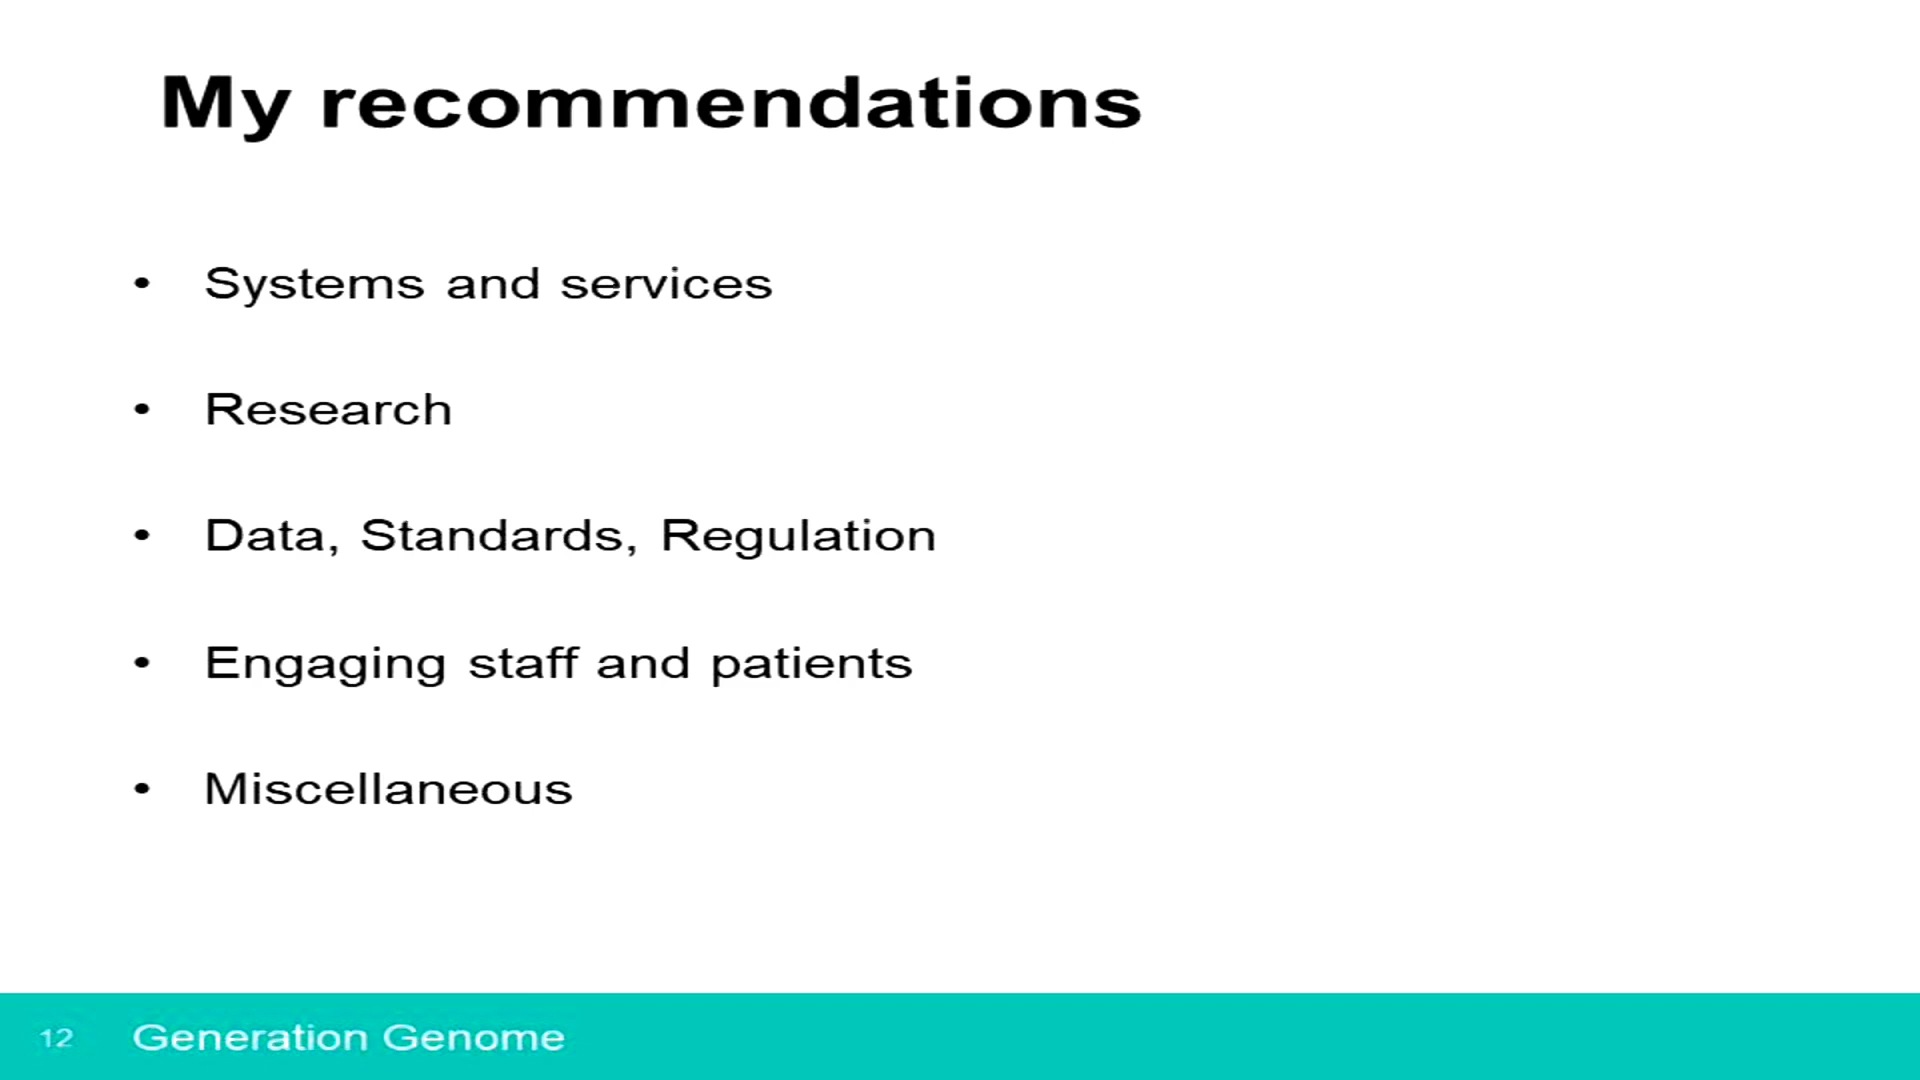 My recommendations
• Systems and services
• Research
• Data, Standards, Regulation
• Engaging staff and patients
• Miscellaneous
12 Generation Genome